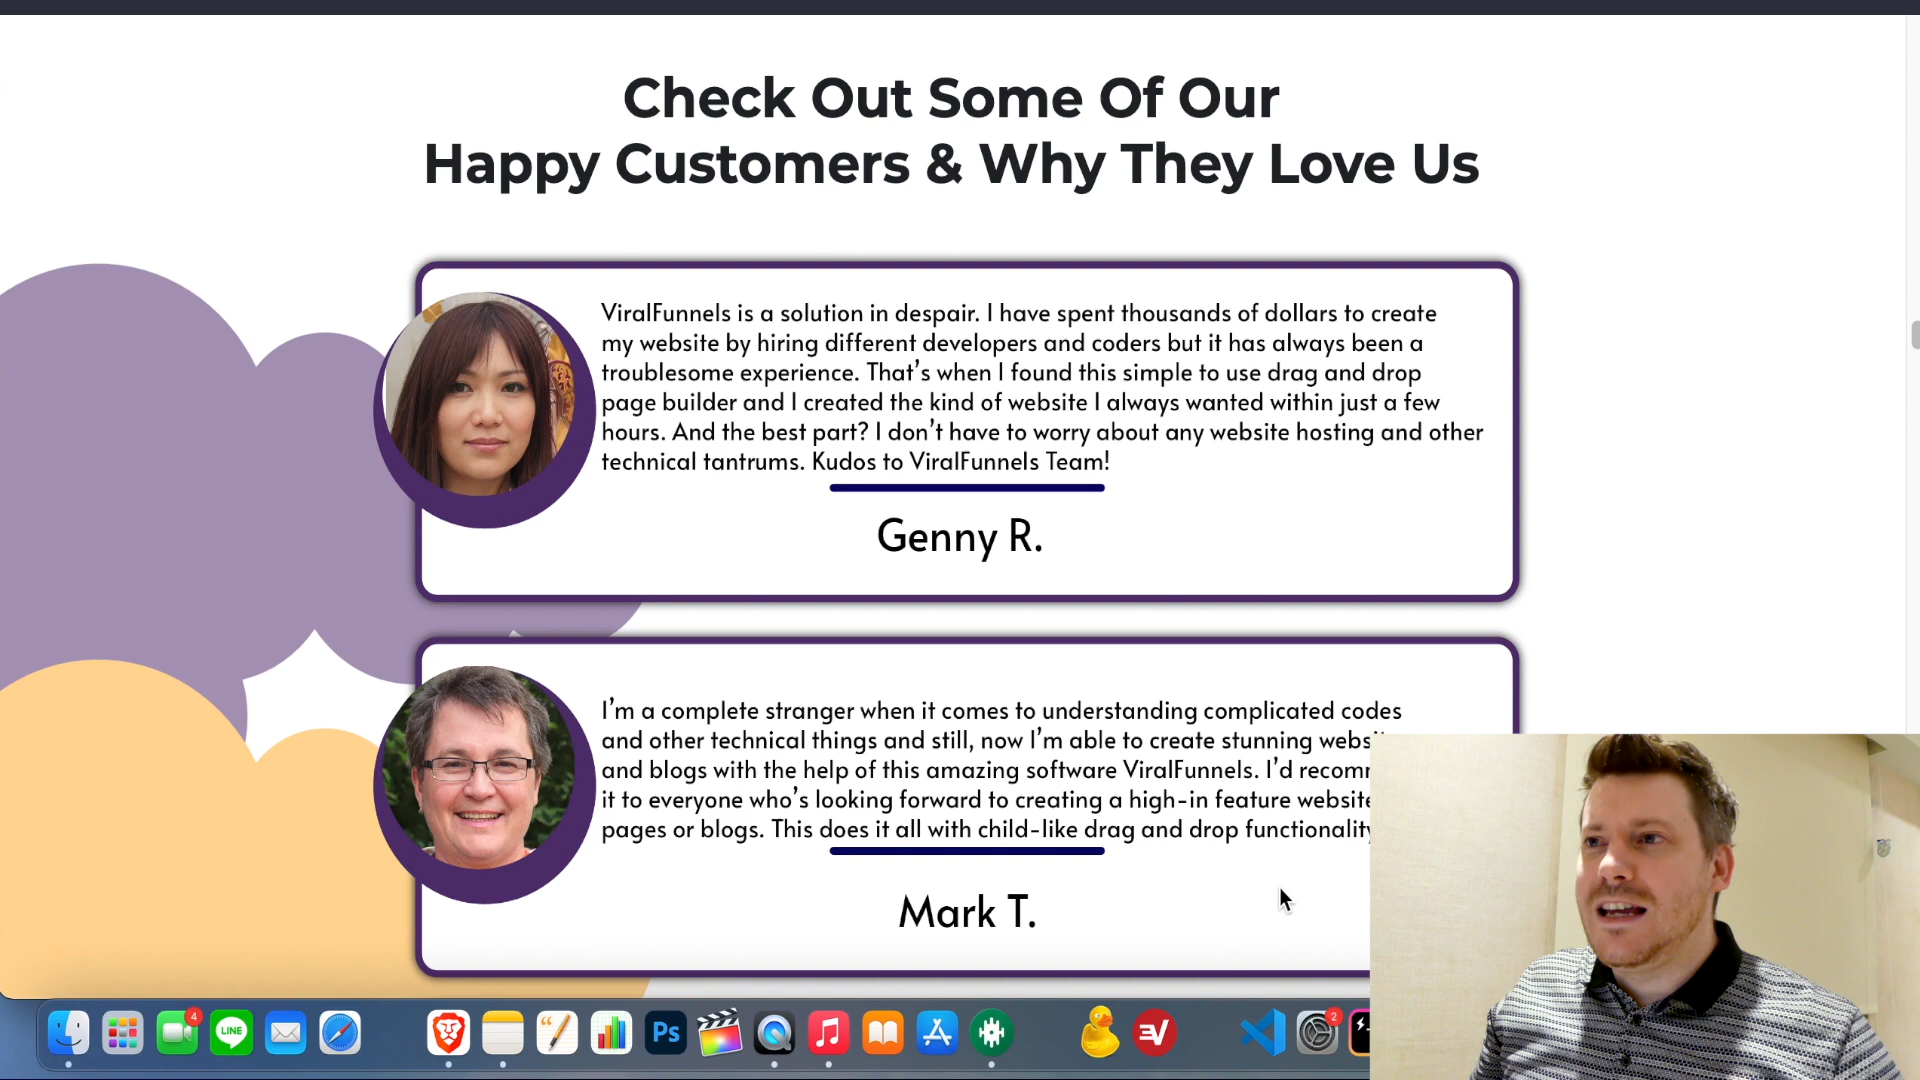 Check Out Some Of Our
Happy Customers & Why They Love Us
ViralFunnels is a solution in despair. I have spent thousands of dollars to create
my website by hiring different developers and coders but it has always been a
troublesome experience. That's when I found this simple to use drag and drop
page builder and I created the kind of website I always wanted within just a few
hours. And the best part? I don't have to worry about any website hosting and other
technical tantrums. Kudos to ViralFunnels Team!
Genny R.
I'm a complete stranger when it comes to understanding complicated codes
and other technical things and still, now I'm able to create stunning
and blogs with the help of this amazing software ViralFunnels. I'd
it to everyone who's looking forward to creating a high-in feature website
pages or blogs. This does it all with child-like drag and drop functionality
Mark T.
4
LINE
Ps
2